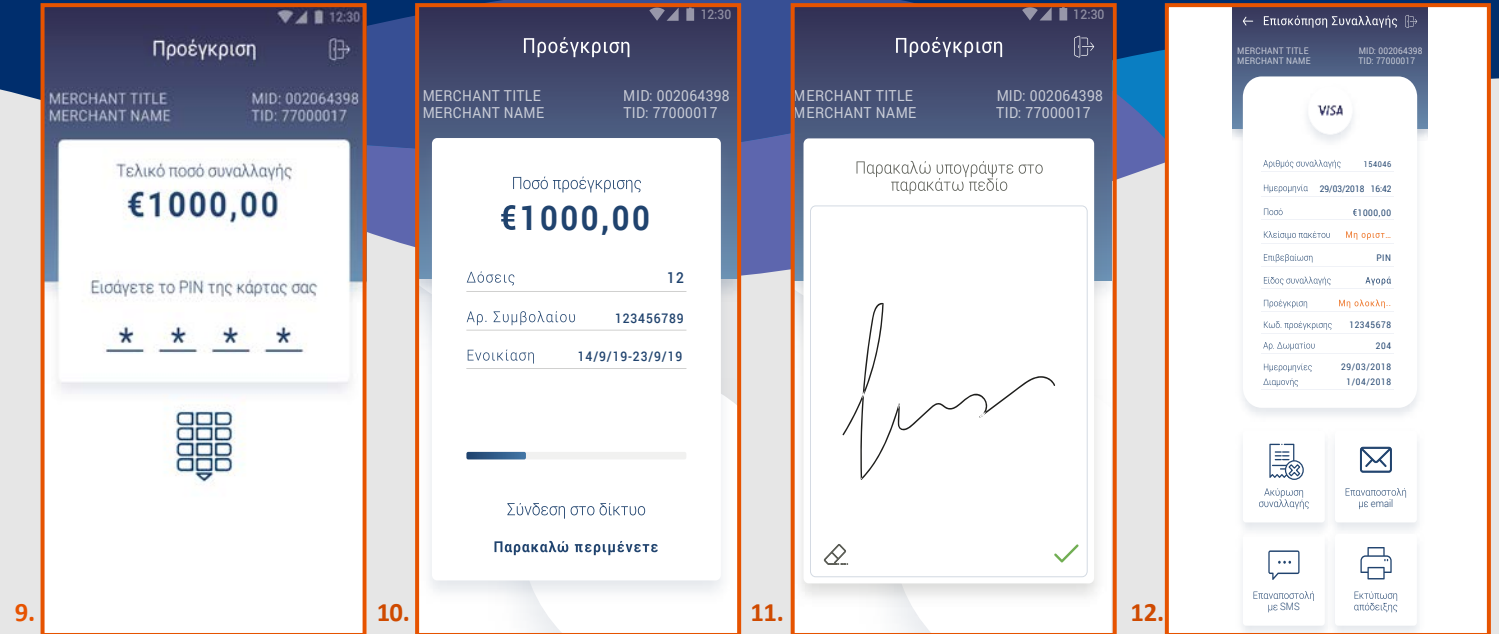 12:30
Προέγκριση
MERCHANT TITLE MID: 002064398
MERCHANT NAME TID: 77000017
Τελικό ποσό συναλλαγής
€1000,00
Εισάγετε το PIN της κάρτας σας
* * * *
9.
12:30
Προέγκριση
MERCHANT TITLE MID: 002064398
MERCHANT NAME TID: 77000017
Ποσό προέγκρισης
€1000,00
Δόσεις 12
Αρ. Συμβολαίου 123456789
Ενοικίαση 14/9/19-23/9/19
Σύνδεση στο δίκτυο
Παρακαλώ περιμένετε
10.
12:30
Προέγκριση
MERCHANT TITLE MID: 002064398
MERCHANT NAME TID: 77000017
Παρακαλώ υπογράψτε στο
παρακάτω πεδίο
11.
Επισκόπηση Συναλλαγής
MERCHANT TITLE MID: 002064398
MERCHANT NAME TID: 77000017
VISA
Αριθμός συναλλαγής 154046
Ημερομηνία 29/03/2018 16:42
Ποσό €1000,00
Κλείσιμο πακέτου Μη οριστ...
Επιβεβαίωση PIN
Είδος συναλλαγής Αγορά
Προέγκριση Μη ολοκλη...
Κωδ. προέγκρισης 12345678
Αρ. Δωματίου 204
Ημερομηνίες 29/03/2018
Διαμονής 1/04/2018
Ακύρωση
συναλλαγής
Επαναποστολή
με email
Επαναποστολή
με SMS
Εκτύπωση
απόδειξης
12.